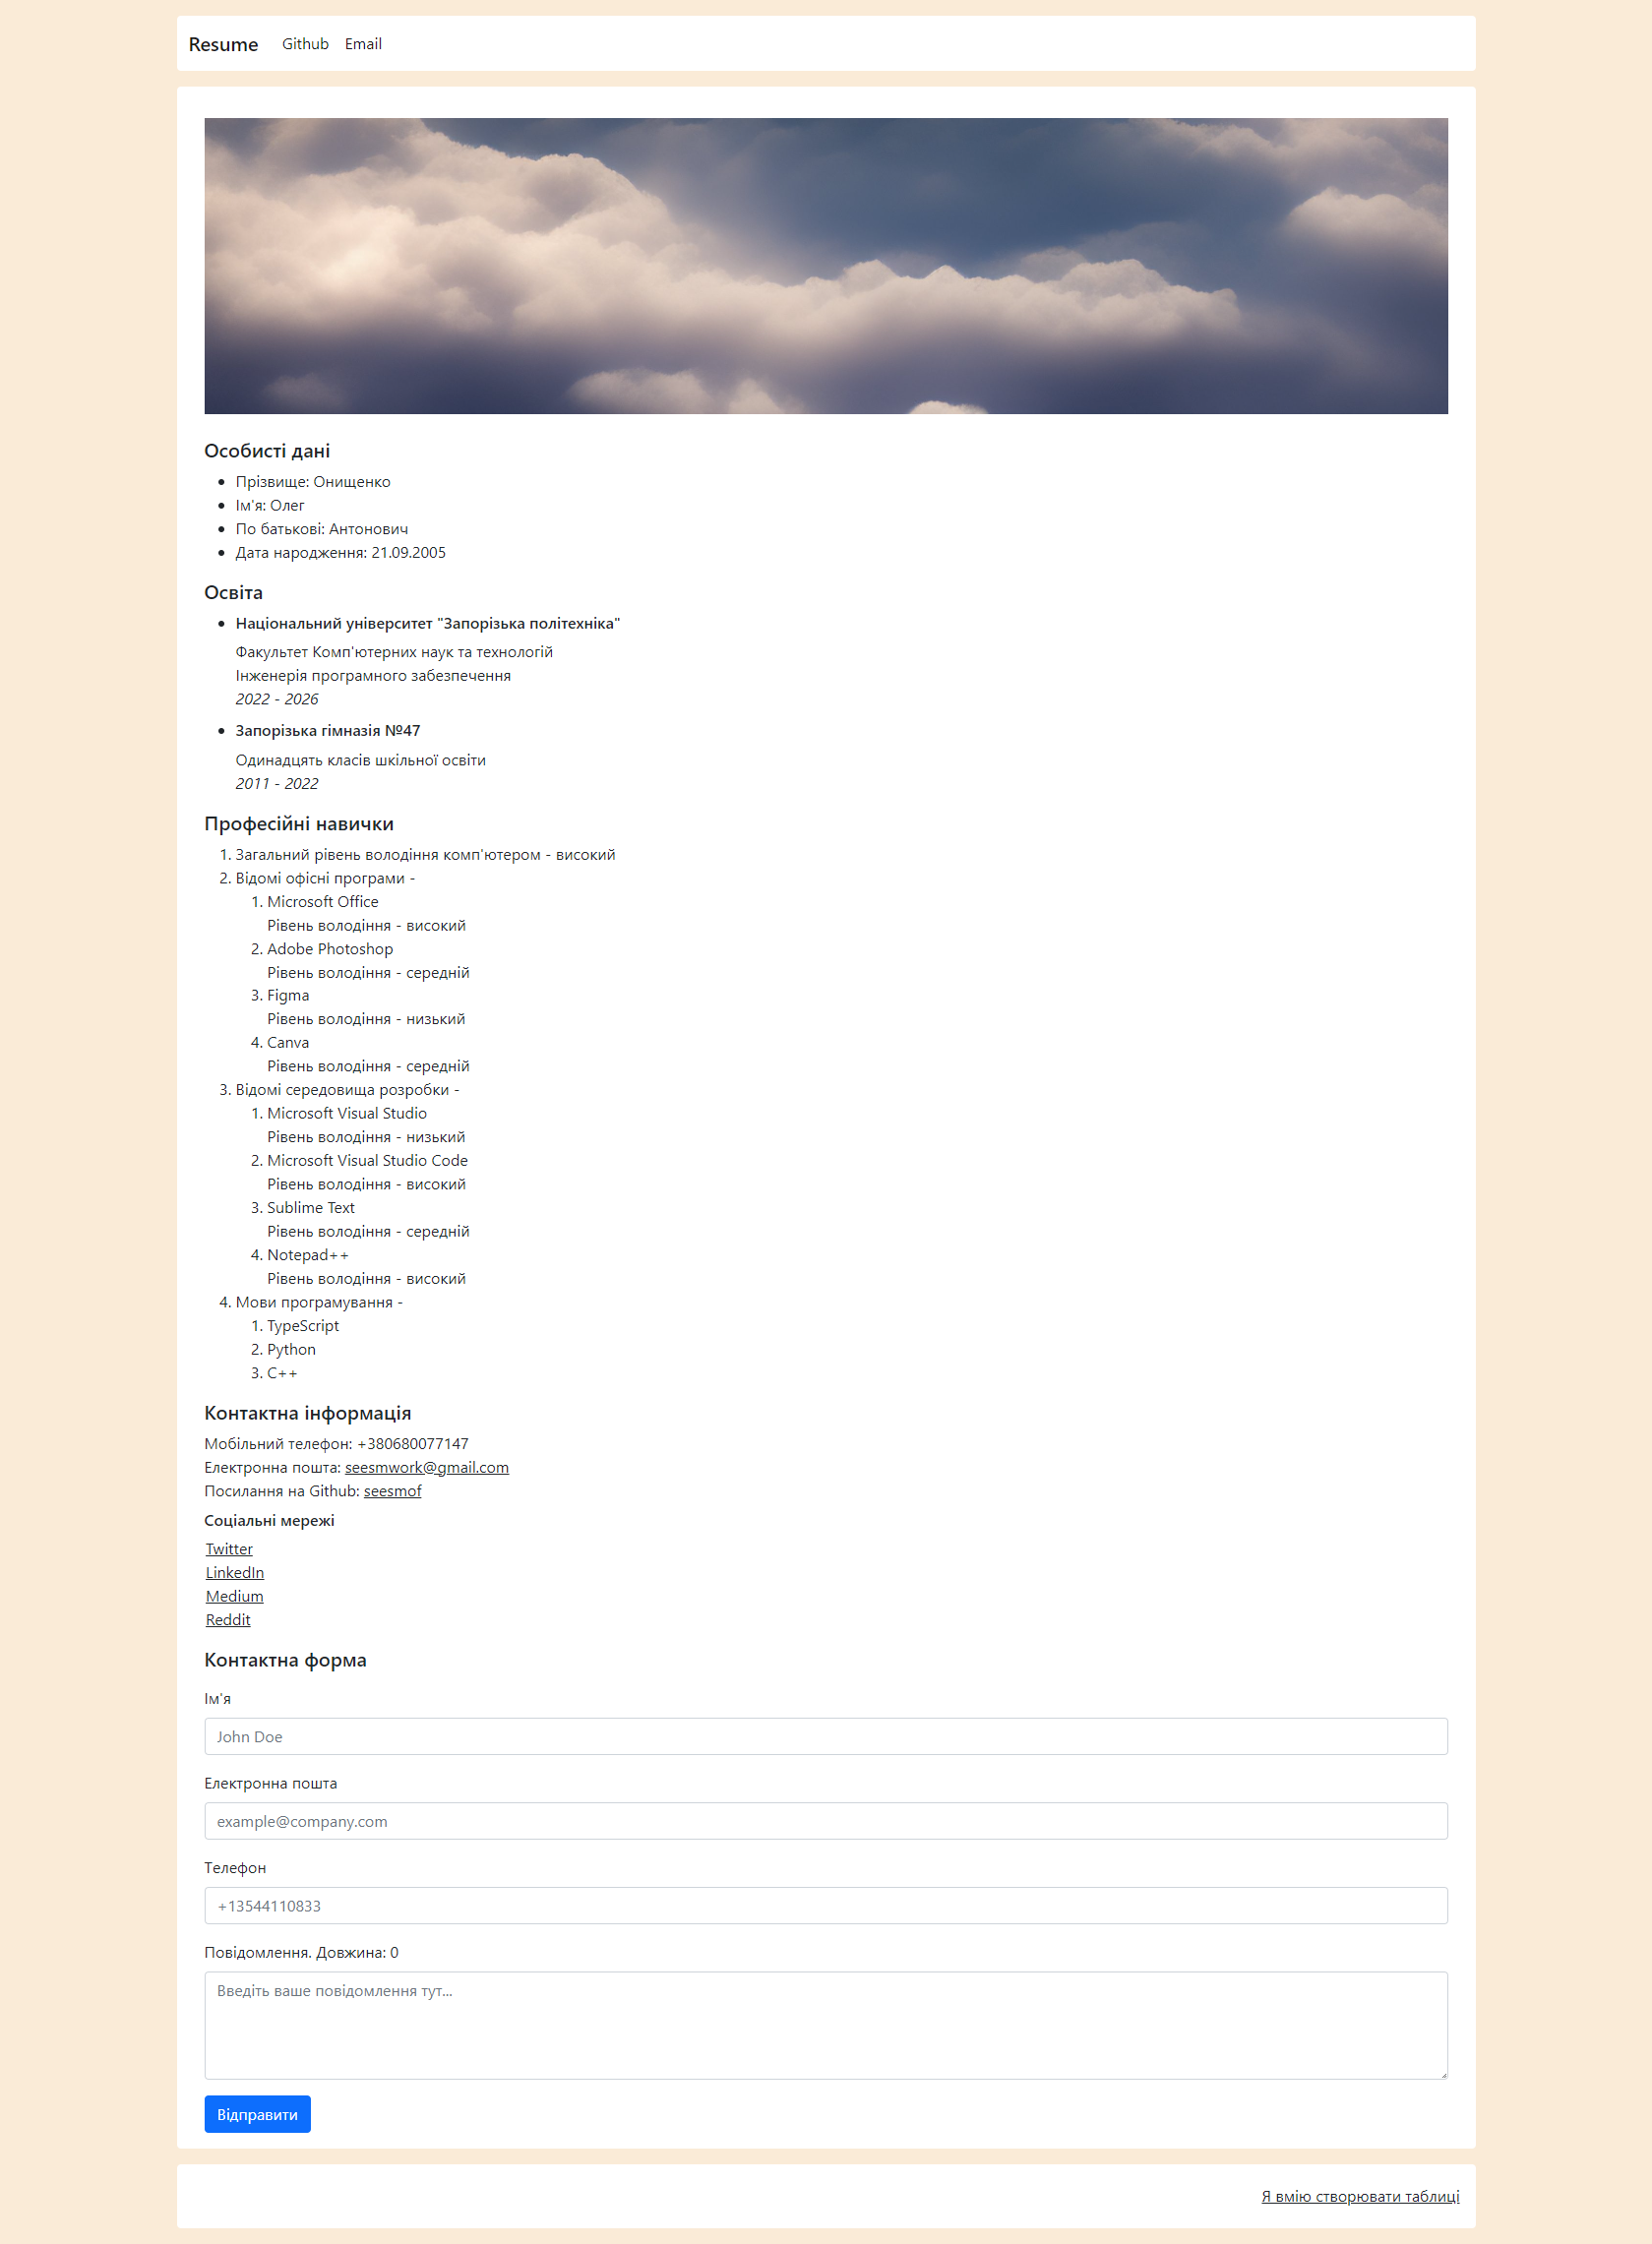 Resume Github Email
Особисті дані
Прізвище: Онищенко
Ім'я: Олег
По батькові: Антонович
Дата народження: 21.09.2005
Освіта
Національний університет "Запорізька політехніка"
Факультет Комп'ютерних наук та технологій
Інженерія програмного забезпечення
2022 - 2026
Запорізька гімназія №47
Одинадцять класів шкільної освіти
2011 - 2022
Професійні навички
1. Загальний рівень володіння комп'ютером - високий
2. Відомі офісні програми -
1. Microsoft Office
Рівень володіння - високий
2. Adobe Photoshop
Рівень володіння - середній
3. Figma
Рівень володіння - низький
4. Canva
Рівень володіння - середній
3. Відомі середовища розробки -
1. Microsoft Visual Studio
Рівень володіння - низький
2. Microsoft Visual Studio Code
Рівень володіння - високий
3. Sublime Text
Рівень володіння - середній
4. Notepad++
Рівень володіння - високий
4. Мови програмування -
1. TypeScript
2. Python
3. C++
Контактна інформація
Мобільний телефон: +380680077147
Електронна пошта: seesmwork@gmail.com
Посилання на Github: seesmof
Соціальні мережі
Twitter
LinkedIn
Medium
Reddit
Контактна форма
Ім'я
John Doe
Електронна пошта
example@company.com
Телефон
+13544110833
Повідомлення. Довжина: 0
Введіть ваше повідомлення тут...
Відправити
Я вмію створювати таблиці